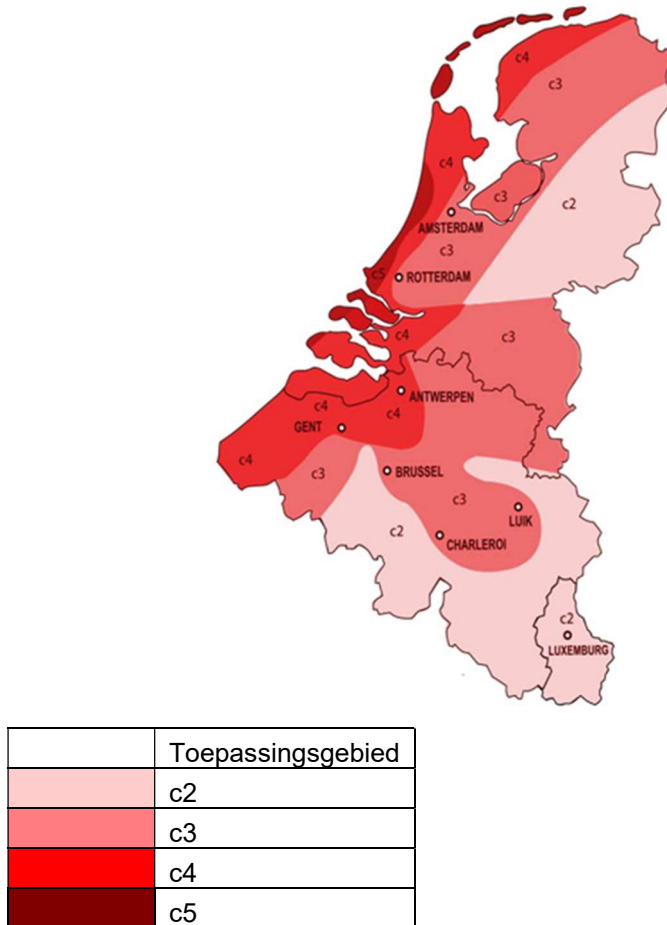 c4
c3
c4
c3
c2
AMSTERDAM
c3
c5
ROTTERDAM
c4
c3
ANTWERPEN
c4
c4
GENT
c4
c3
BRUSSEL
c3
LUIK
c2
CHARLEROI
c2
LUXEMBURG
Toepassingsgebied
c2
c3
c4
c5